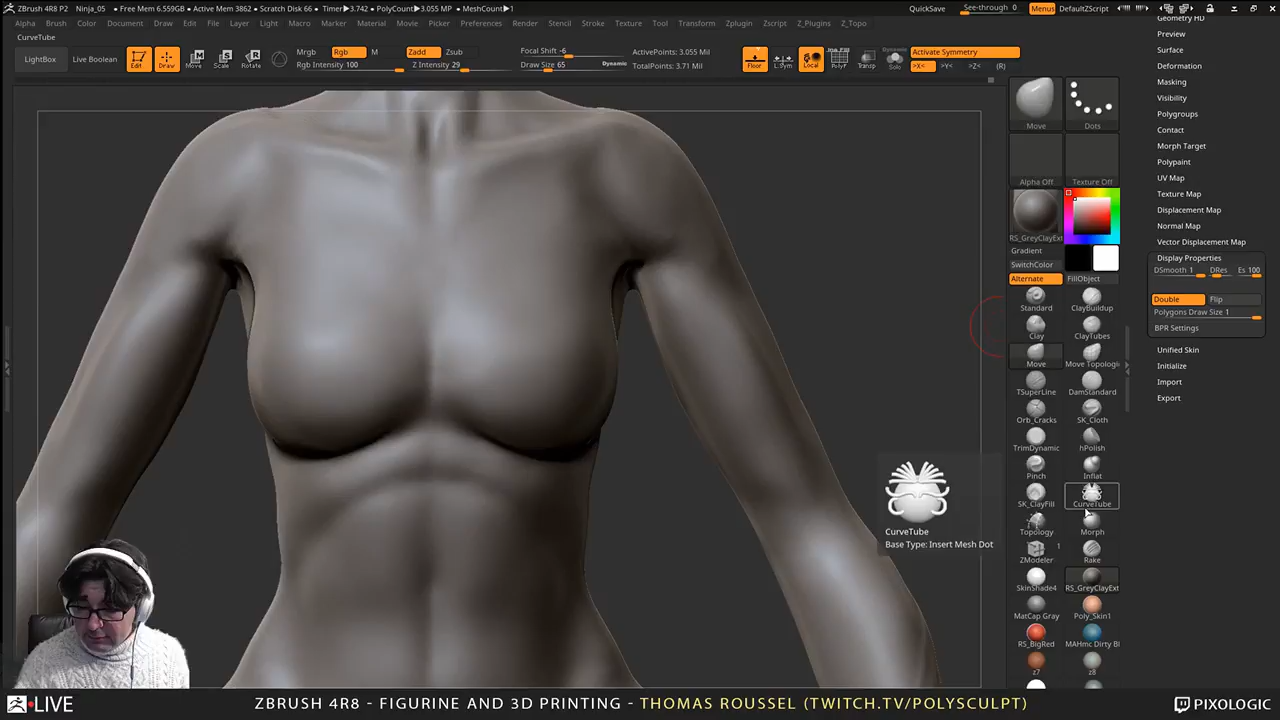 ZBrush 4R8 P2 Ninja_05 • Free Mem 6.559GB • Active Mem 3862 • Scratch Disk 66 • Timer▶3.742 • PolyCount▶3.055 MP • MeshCount▶1
QuickSave See-through 0 Menus DefaultZScript
Alpha Brush Color Document Draw Edit File Layer Light Macro Marker Material Movie Picker Preferences Render Stencil Stroke Texture Tool Transform Zplugin Zscript Z_Plugins Z_Topo
CurveTube
LightBox
Live Boolean
Edit
Draw
Move
Scale
Rotate
Mrgb Rgb M
Rgb Intensity 100
Zadd Zsub
Z Intensity 29
Focal Shift -6
Draw Size 65 Dynamic
ActivePoints: 3.055 Mil
TotalPoints: 3.71 Mil
Floor
L.Sym
Local
Line Fill
PolyF
Transp
Dynamic
Solo
Activate Symmetry
>X< >Y< >Z< (R)
Move Dots
Alpha Off Texture Off
RS_GreyClayExt
Gradient
SwitchColor
Alternate FillObject
Standard ClayBuildup
Clay ClayTubes
Move Move Topologic
TSuperLine DamStandard
Orb_Cracks SK_Cloth
TrimDynamic hPolish
Pinch Inflat
SK_ClayFill CurveTube
Topology Morph
1
ZModeler Rake
SkinShade4 RS_GreyClayExt
MatCap Gray Poly_Skin1
RS_BigRed MAHmc Dirty Bl
z7 z8
Geometry HD
Preview
Surface
Deformation
Masking
Visibility
Polygroups
Contact
Morph Target
Polypaint
UV Map
Texture Map
Displacement Map
Normal Map
Vector Displacement Map
Display Properties
DSmooth 1 DRes Es 100
Double Flip
Polygons Draw Size 1
BPR Settings
Unified Skin
Initialize
Import
Export
CurveTube
Base Type: Insert Mesh Dot
LIVE
ZBRUSH 4R8 - FIGURINE AND 3D PRINTING - THOMAS ROUSSEL (TWITCH.TV/POLYSCULPT)
PIXOLOGIC